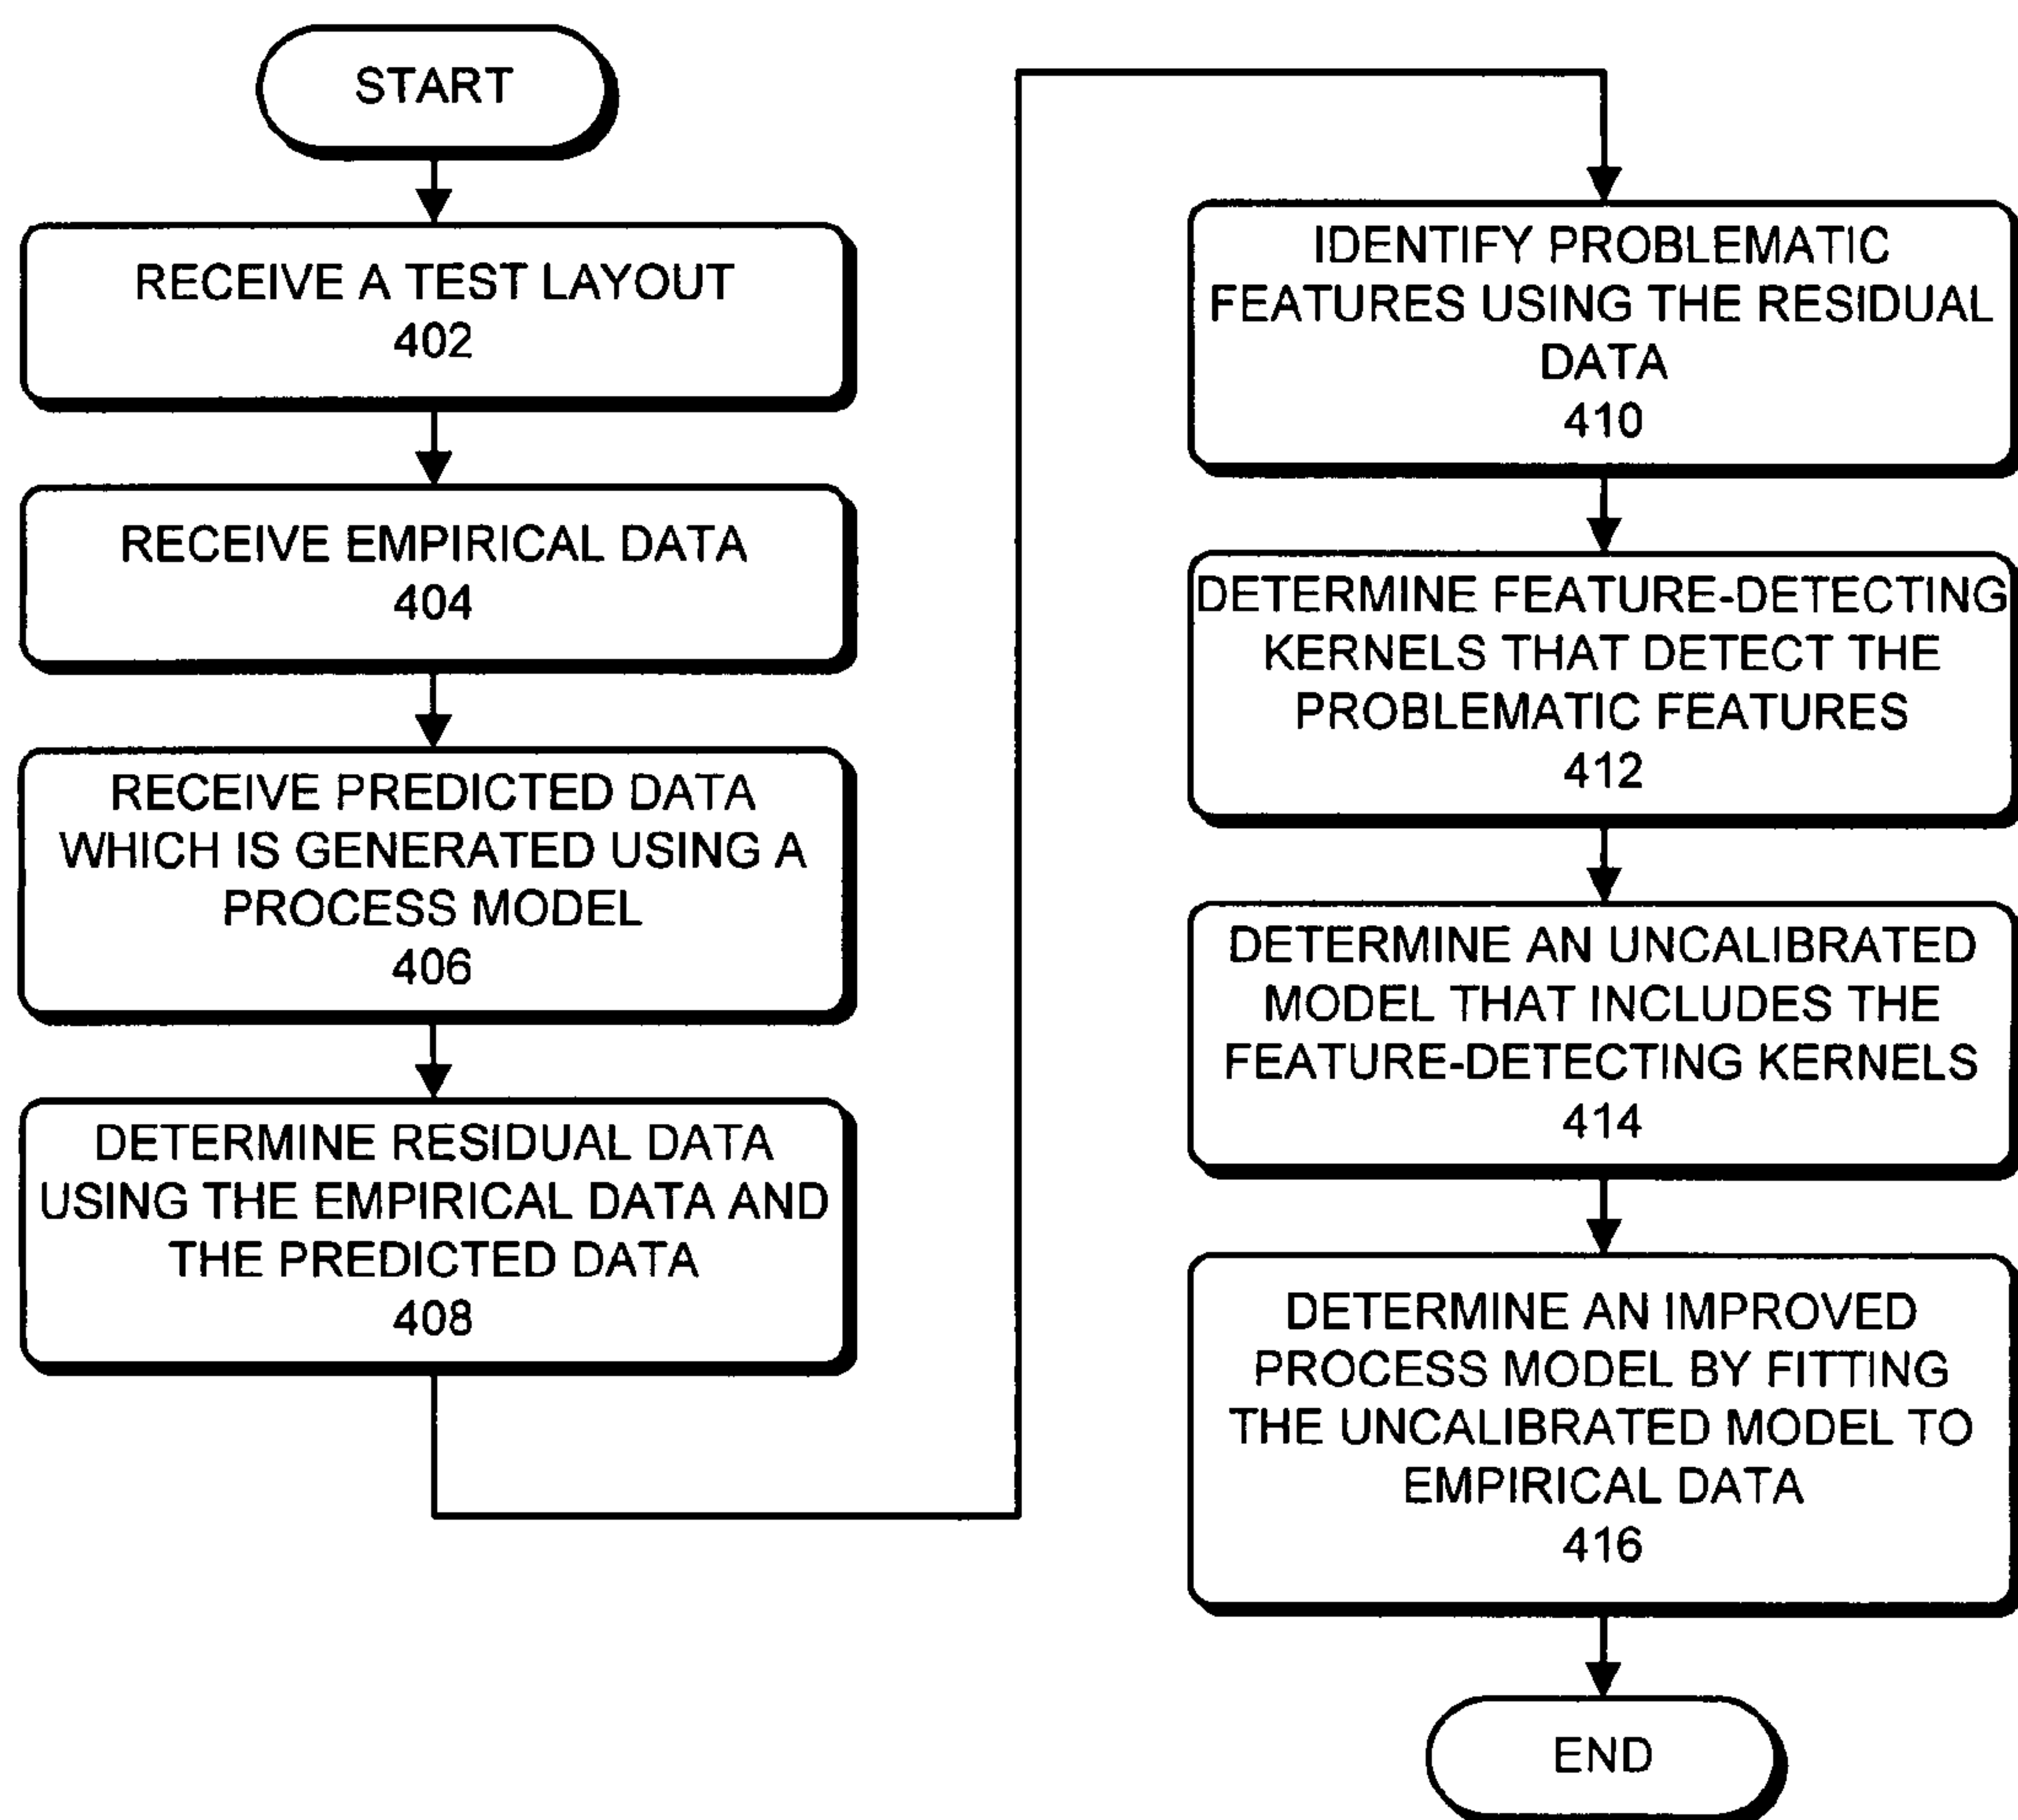 START
RECEIVE A TEST LAYOUT
402
RECEIVE EMPIRICAL DATA
404
RECEIVE PREDICTED DATA
WHICH IS GENERATED USING A
PROCESS MODEL
406
DETERMINE RESIDUAL DATA
USING THE EMPIRICAL DATA AND
THE PREDICTED DATA
408
IDENTIFY PROBLEMATIC
FEATURES USING THE RESIDUAL
DATA
410
DETERMINE FEATURE-DETECTING
KERNELS THAT DETECT THE
PROBLEMATIC FEATURES
412
DETERMINE AN UNCALIBRATED
MODEL THAT INCLUDES THE
FEATURE-DETECTING KERNELS
414
DETERMINE AN IMPROVED
PROCESS MODEL BY FITTING
THE UNCALIBRATED MODEL TO
EMPIRICAL DATA
416
END